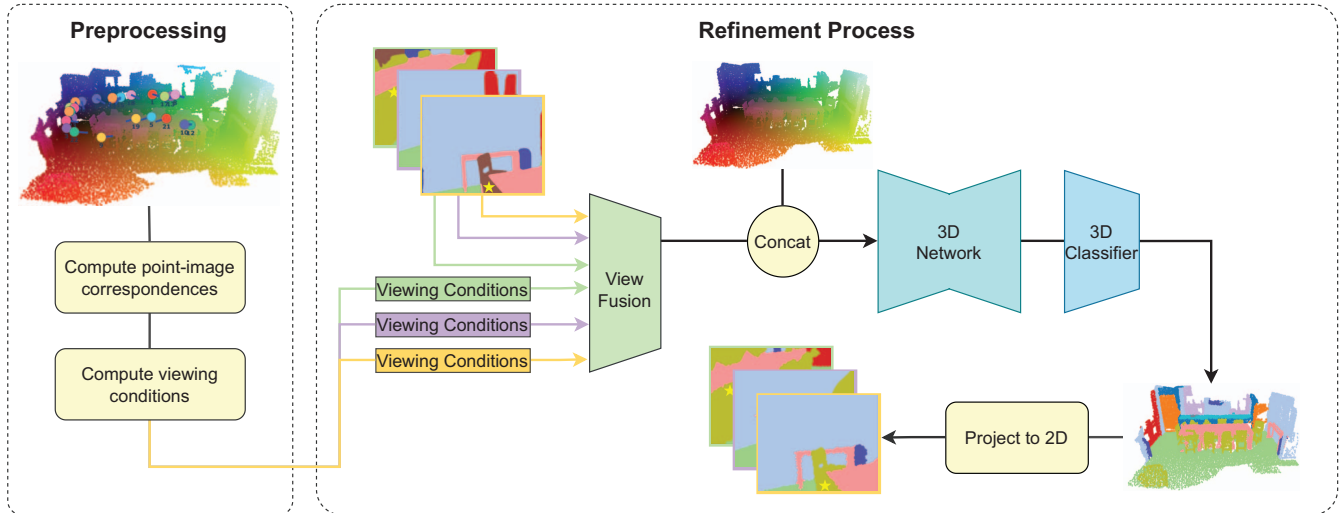 Preprocessing
Compute point-image
correspondences
Compute viewing
conditions
Refinement Process
Viewing Conditions
Viewing Conditions
Viewing Conditions
View
Fusion
Concat
3D
Network
3D
Classifier
Project to 2D